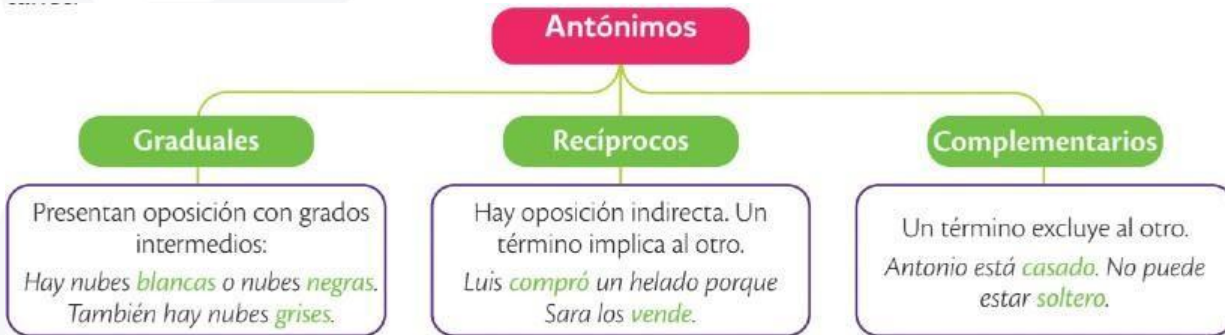 Antónimos
Graduales
Presentan oposición con grados
intermedios:
Hay nubes blancas o nubes negras.
También hay nubes grises.
Recíprocos
Hay oposición indirecta. Un
término implica al otro.
Luis compró un helado porque
Sara los vende.
Complementarios
Un término excluye al otro.
Antonio está casado. No puede
estar soltero.